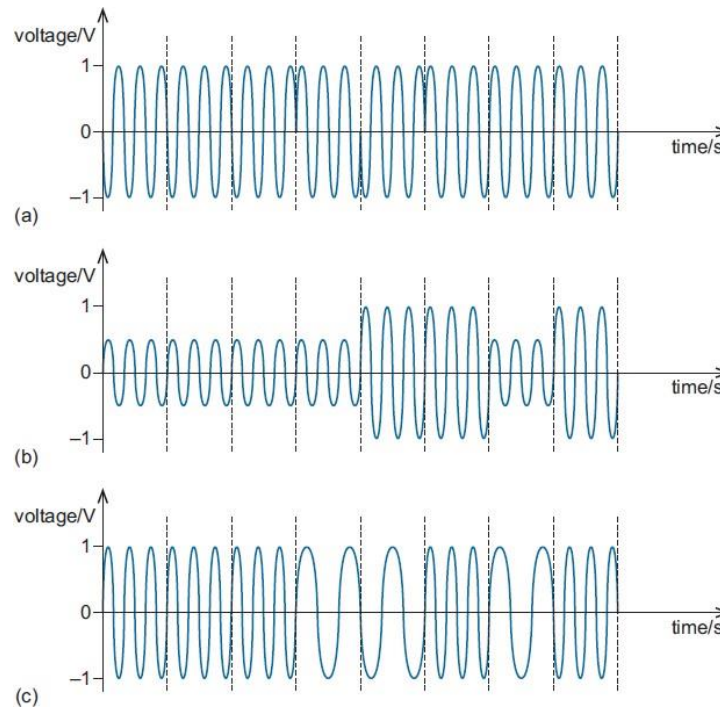 voltage/V
1
0
–1
time/s
(a)
voltage/V
1
0
–1
time/s
(b)
voltage/V
1
0
–1
time/s
(c)